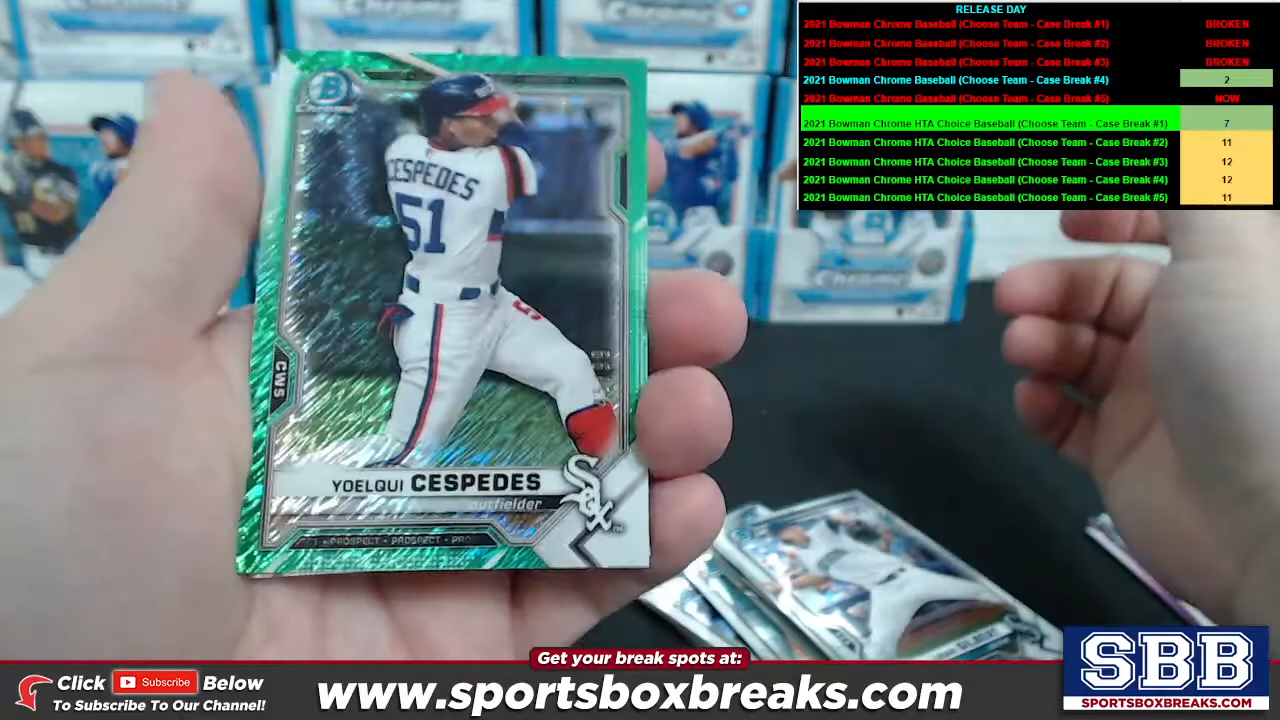 RELEASE DAY
2021 Bowman Chrome Baseball (Choose Team - Case Break #1) BROKEN
2021 Bowman Chrome Baseball (Choose Team - Case Break #2) BROKEN
2021 Bowman Chrome Baseball (Choose Team - Case Break #3) BROKEN
2021 Bowman Chrome Baseball (Choose Team - Case Break #4) 2
2021 Bowman Chrome Baseball (Choose Team - Case Break #5) NOW
2021 Bowman Chrome HTA Choice Baseball (Choose Team - Case Break #1) 7
2021 Bowman Chrome HTA Choice Baseball (Choose Team - Case Break #2) 11
2021 Bowman Chrome HTA Choice Baseball (Choose Team - Case Break #3) 12
2021 Bowman Chrome HTA Choice Baseball (Choose Team - Case Break #4) 12
2021 Bowman Chrome HTA Choice Baseball (Choose Team - Case Break #5) 11
B
Chrome
CESPEDES
51
CWS
YOELQUI CESPEDES
outfielder
Sox
PROSPECT • PROSPECT • PRO
Chrome
Get your break spots at:
Click Subscribe Below
To Subscribe To Our Channel!
www.sportsboxbreaks.com
SBB
SPORTSBOXBREAKS.COM